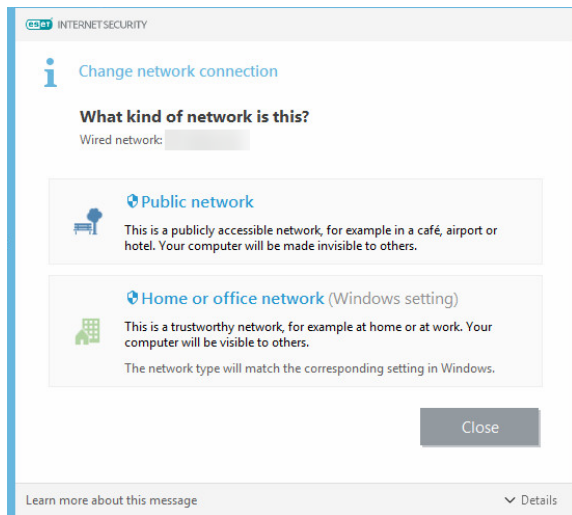 eset INTERNET SECURITY
Change network connection
What kind of network is this?
Wired network:
Public network
This is a publicly accessible network, for example in a café, airport or
hotel. Your computer will be made invisible to others.
Home or office network (Windows setting)
This is a trustworthy network, for example at home or at work. Your
computer will be visible to others.
The network type will match the corresponding setting in Windows.
Close
Learn more about this message
Details